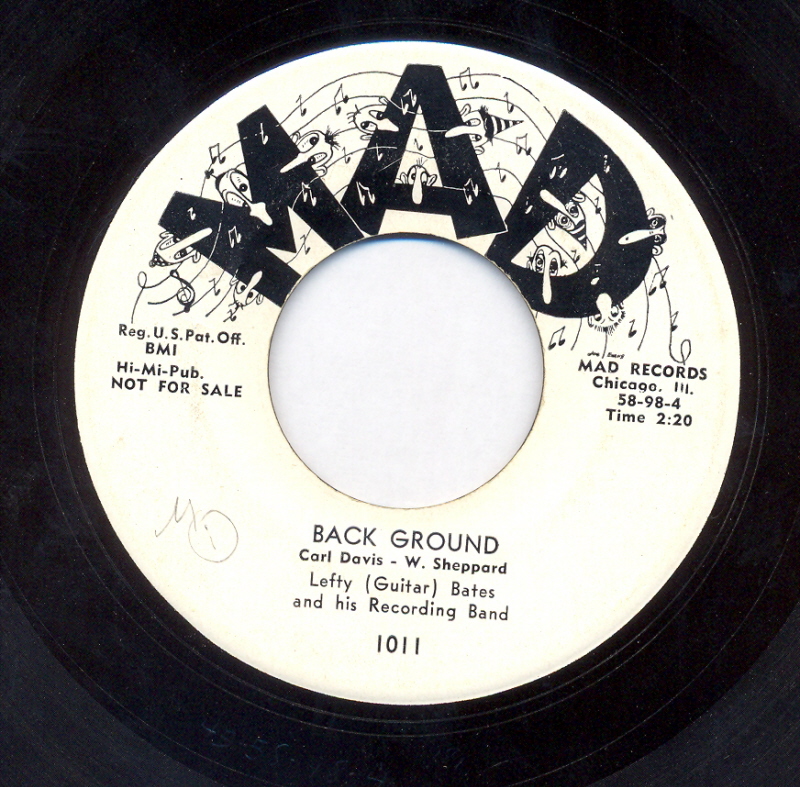 MAD
Reg. U.S. Pat. Off.
BMI
Hi-Mi-Pub.
NOT FOR SALE
MAD RECORDS
Chicago, Ill.
58-98-4
Time 2:20
BACK GROUND
Carl Davis - W. Sheppard
Lefty (Guitar) Bates
and his Recording Band
1011